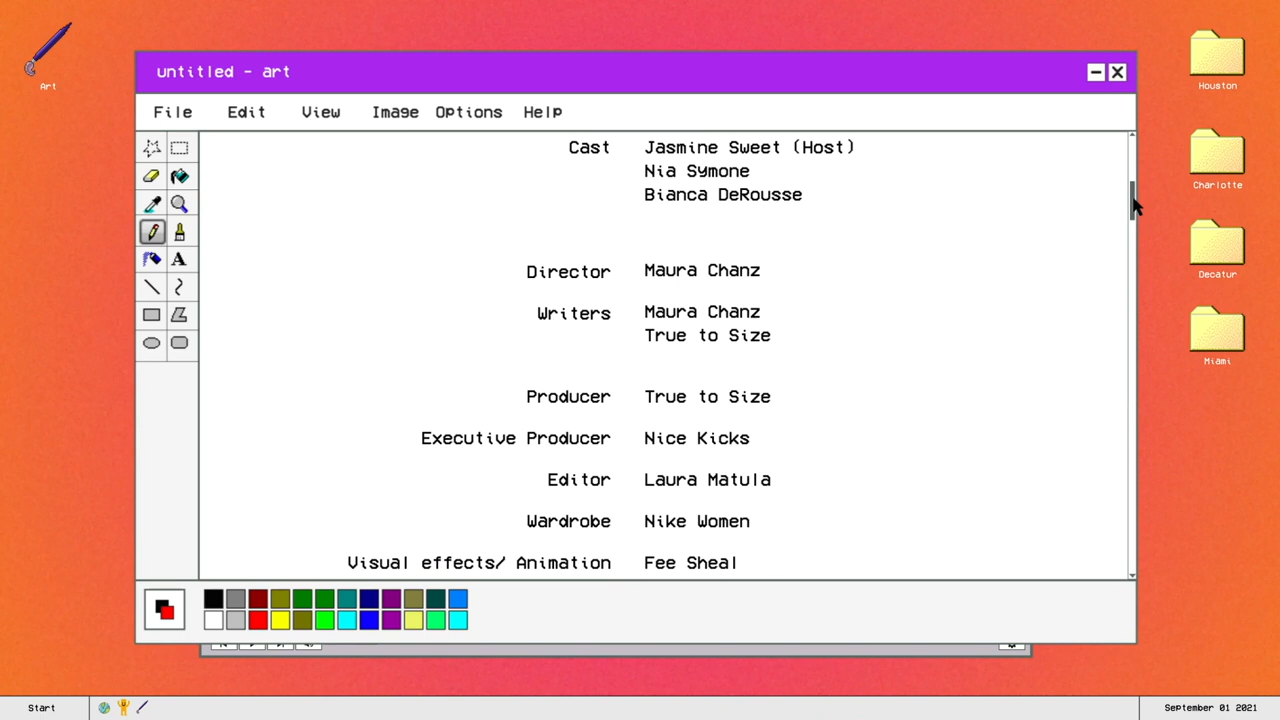 Art
untitled - art
File Edit View Image Options Help
Cast Jasmine Sweet (Host)
Nia Symone
Bianca DeRousse
Director Maura Chanz
Writers Maura Chanz
True to Size
Producer True to Size
Executive Producer Nice Kicks
Editor Laura Matula
Wardrobe Nike Women
Visual effects/ Animation Fee Sheal
A
Houston
Charlotte
Decatur
Miami
Start
September 01 2021